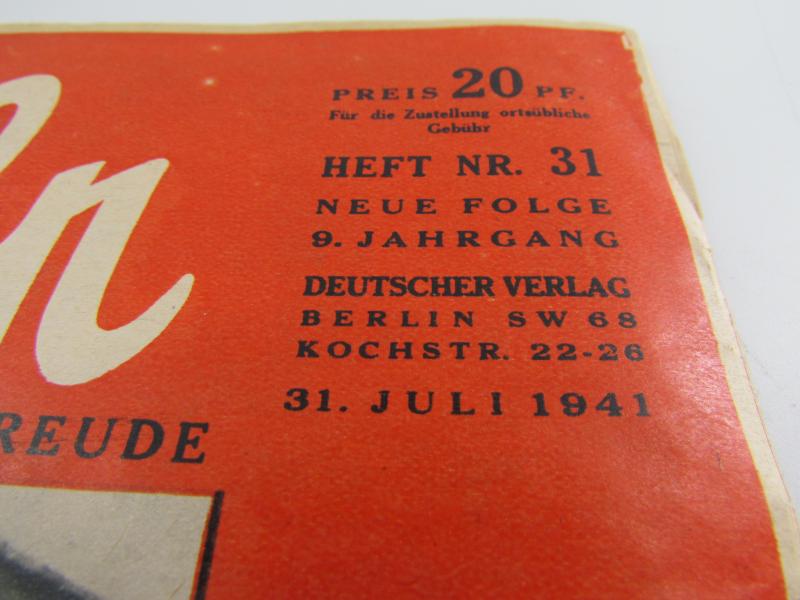 PREIS 20 PF.
Für die Zustellung ortsübliche
Gebühr
HEFT NR. 31
NEUE FOLGE
9. JAHRGANG
DEUTSCHER VERLAG
BERLIN SW 68
KOCHSTR. 22-26
31. JULI 1941